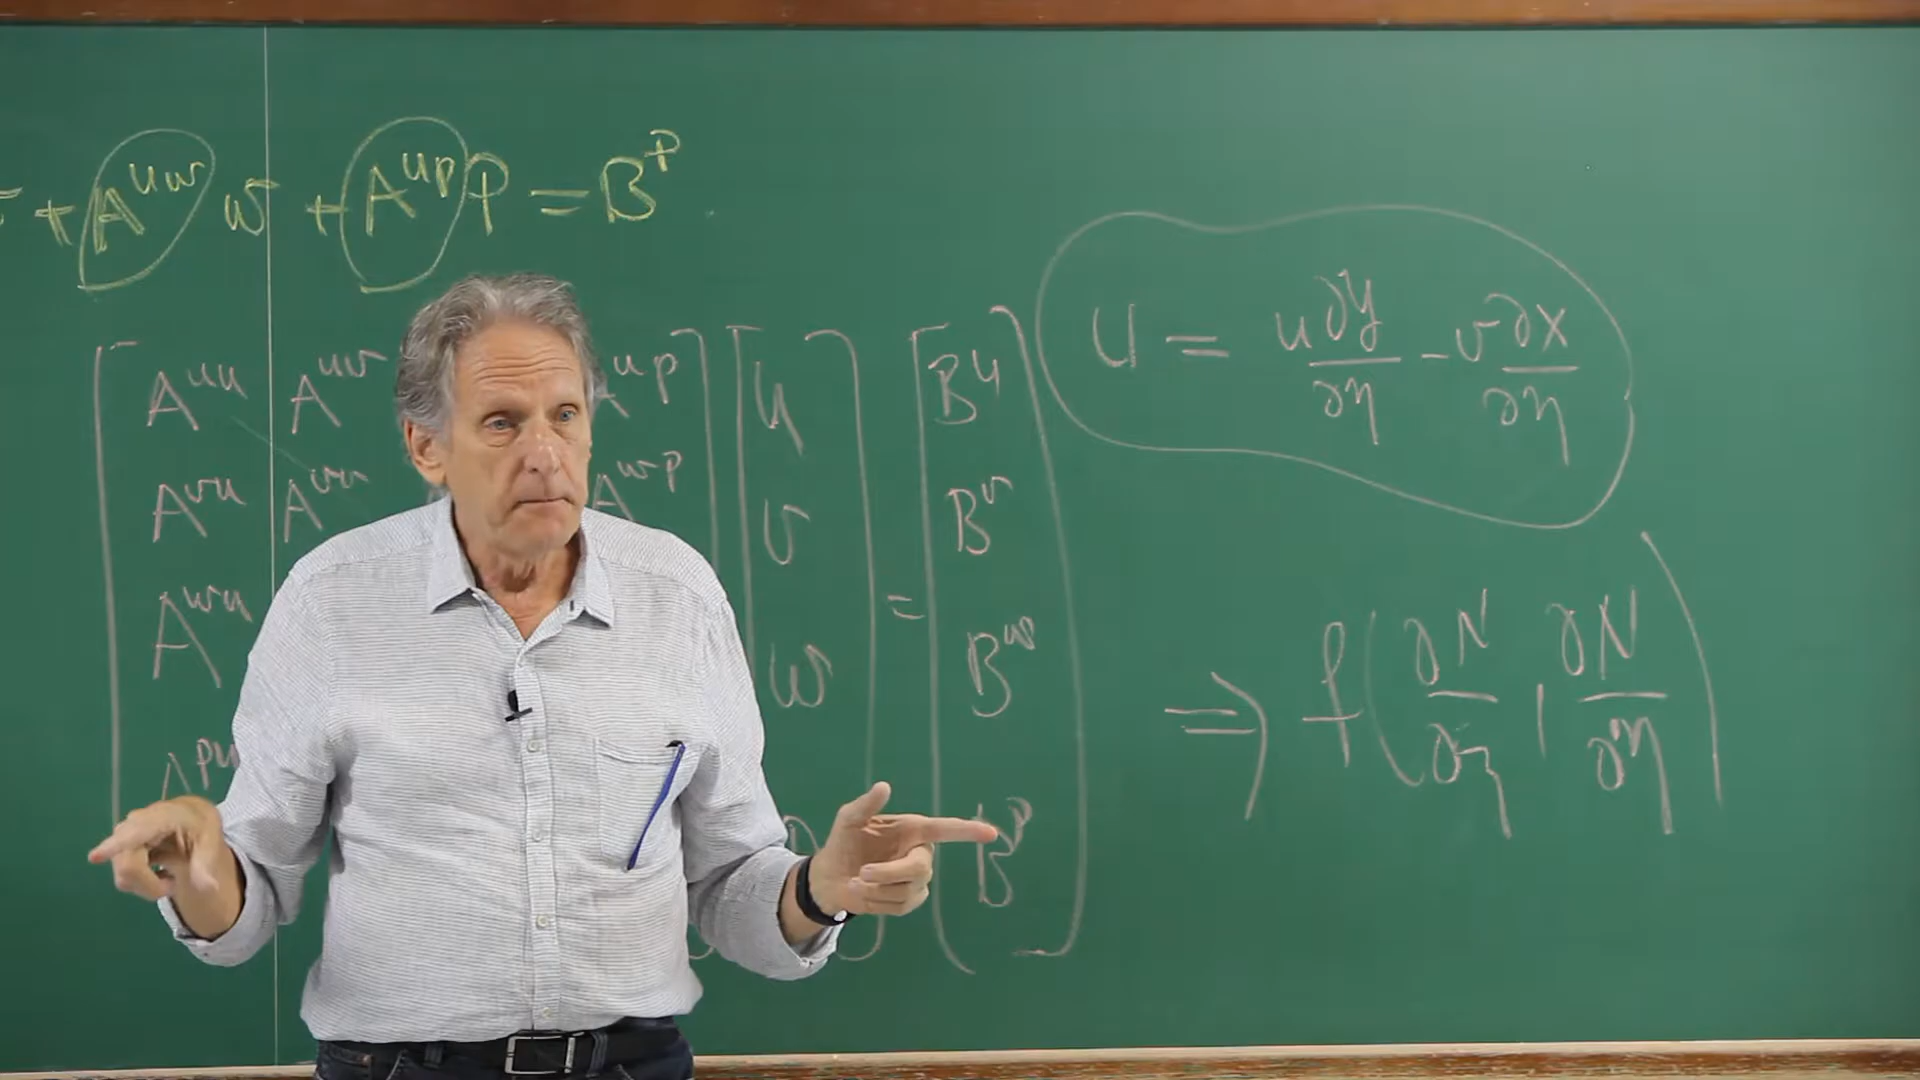 + A^{uw} w + A^{up} P = B^P
U = u ∂y/∂η - v ∂x/∂η
A^{uu} A^{uv} A^{up} u B^u
A^{vu} A^{vv} A^{vp} v B^v
=
A^{wu} w B^w
⇒ f(∂N/∂ξ, ∂N/∂η)
A^{pu} B^p